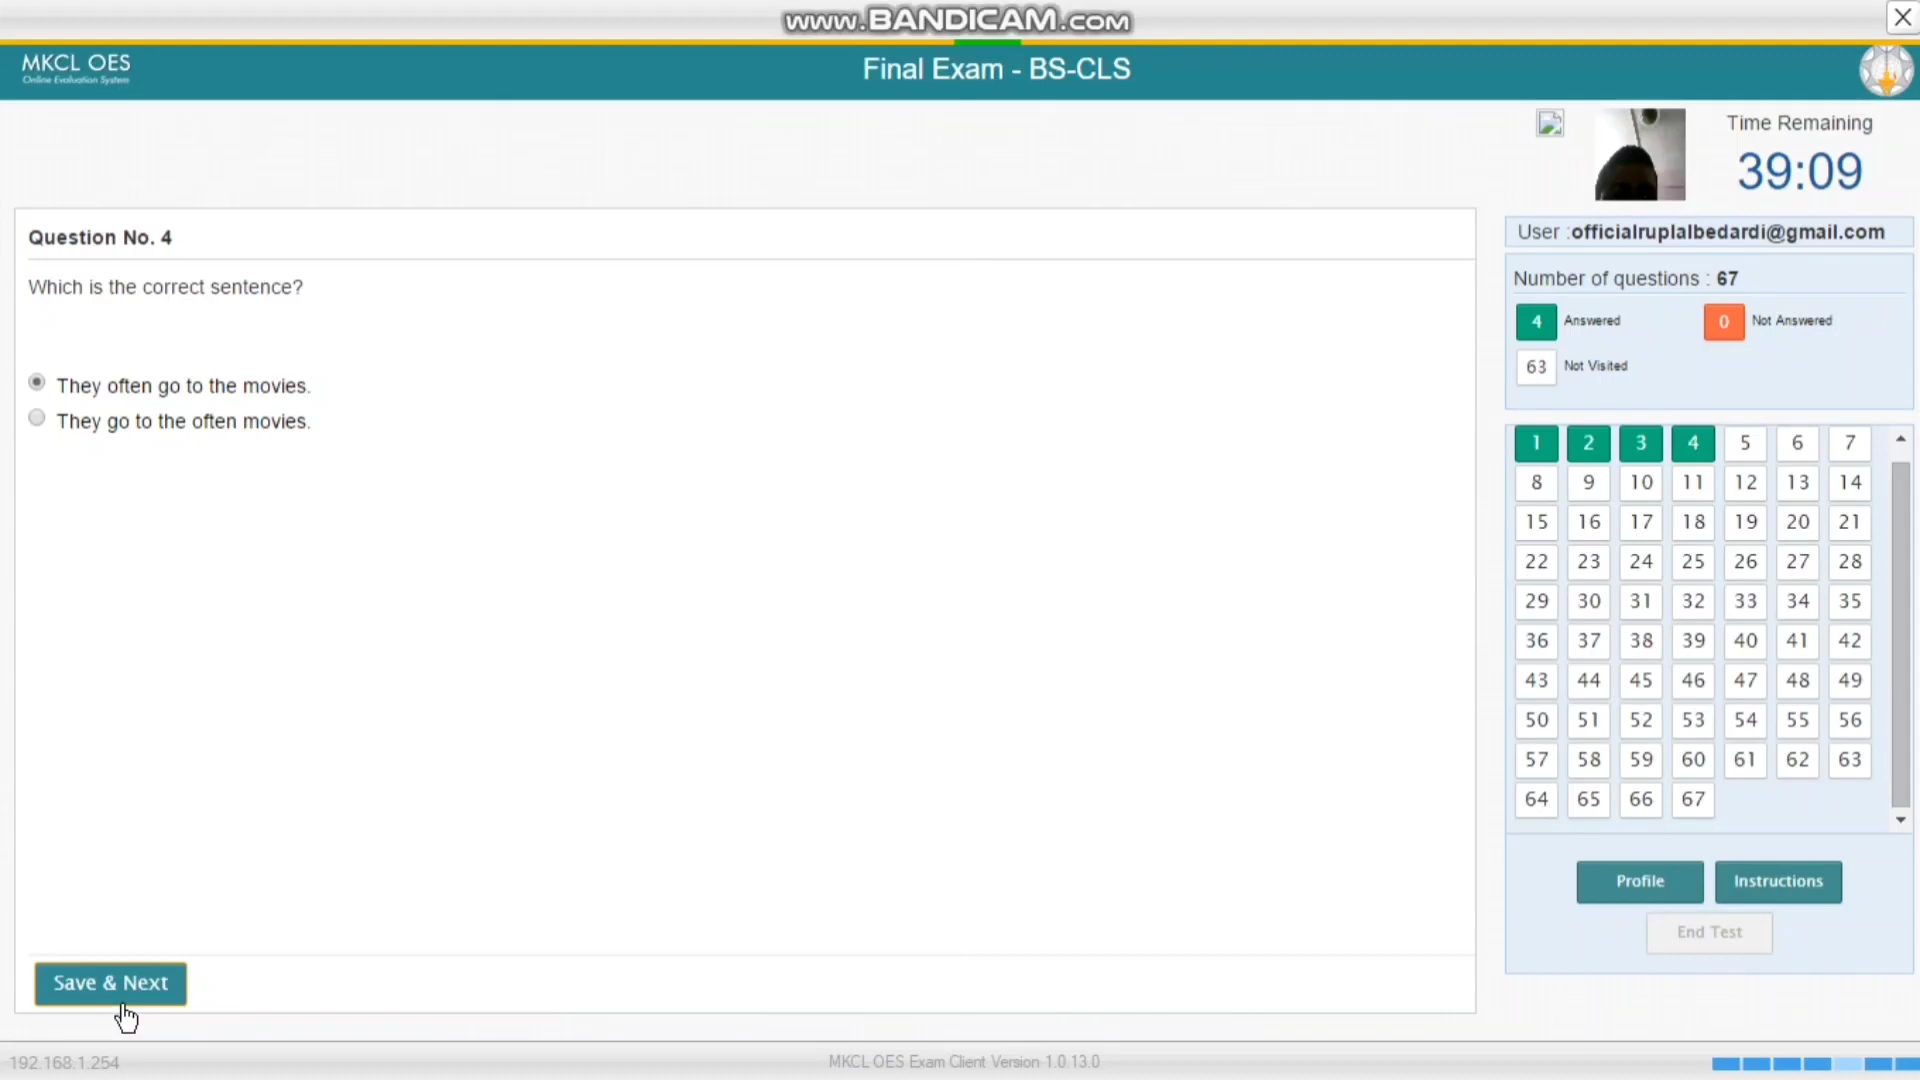 www.BANDICAM.com
MKCL OES
Online Evaluation System
Final Exam - BS-CLS
Time Remaining
39:09
User :officialruplalbedardi@gmail.com
Question No. 4
Number of questions : 67
Which is the correct sentence?
4 Answered 0 Not Answered
63 Not Visited
They often go to the movies.
They go to the often movies.
1 2 3 4 5 6 7
8 9 10 11 12 13 14
15 16 17 18 19 20 21
22 23 24 25 26 27 28
29 30 31 32 33 34 35
36 37 38 39 40 41 42
43 44 45 46 47 48 49
50 51 52 53 54 55 56
57 58 59 60 61 62 63
64 65 66 67
Profile Instructions
End Test
Save & Next
192.168.1.254
MKCL OES Exam Client Version 1.0.13.0